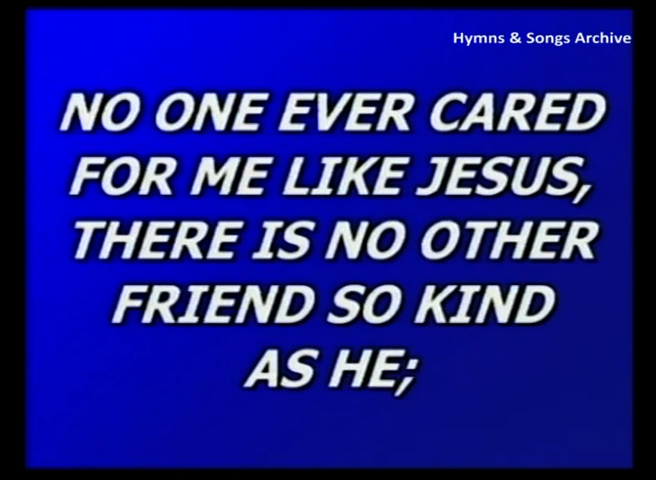 Hymns & Songs Archive
NO ONE EVER CARED
FOR ME LIKE JESUS,
THERE IS NO OTHER
FRIEND SO KIND
AS HE;